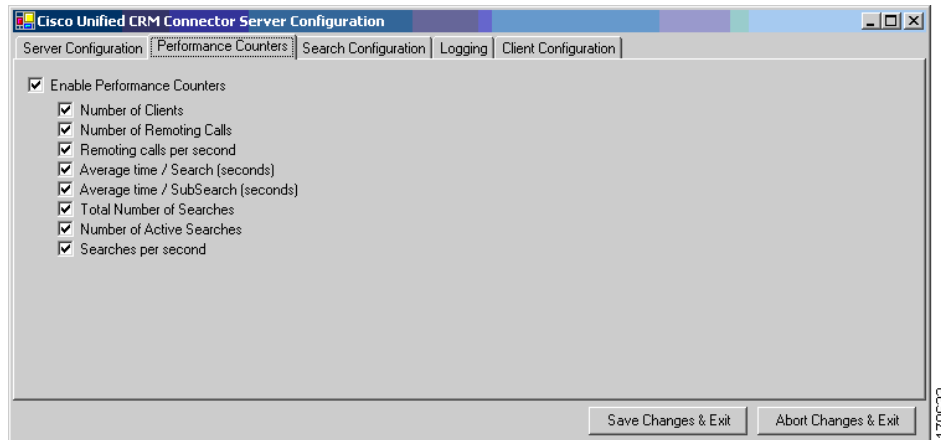 Cisco Unified CRM Connector Server Configuration
Server Configuration Performance Counters Search Configuration Logging Client Configuration
Enable Performance Counters
Number of Clients
Number of Remoting Calls
Remoting calls per second
Average time / Search (seconds)
Average time / SubSearch (seconds)
Total Number of Searches
Number of Active Searches
Searches per second
Save Changes & Exit Abort Changes & Exit